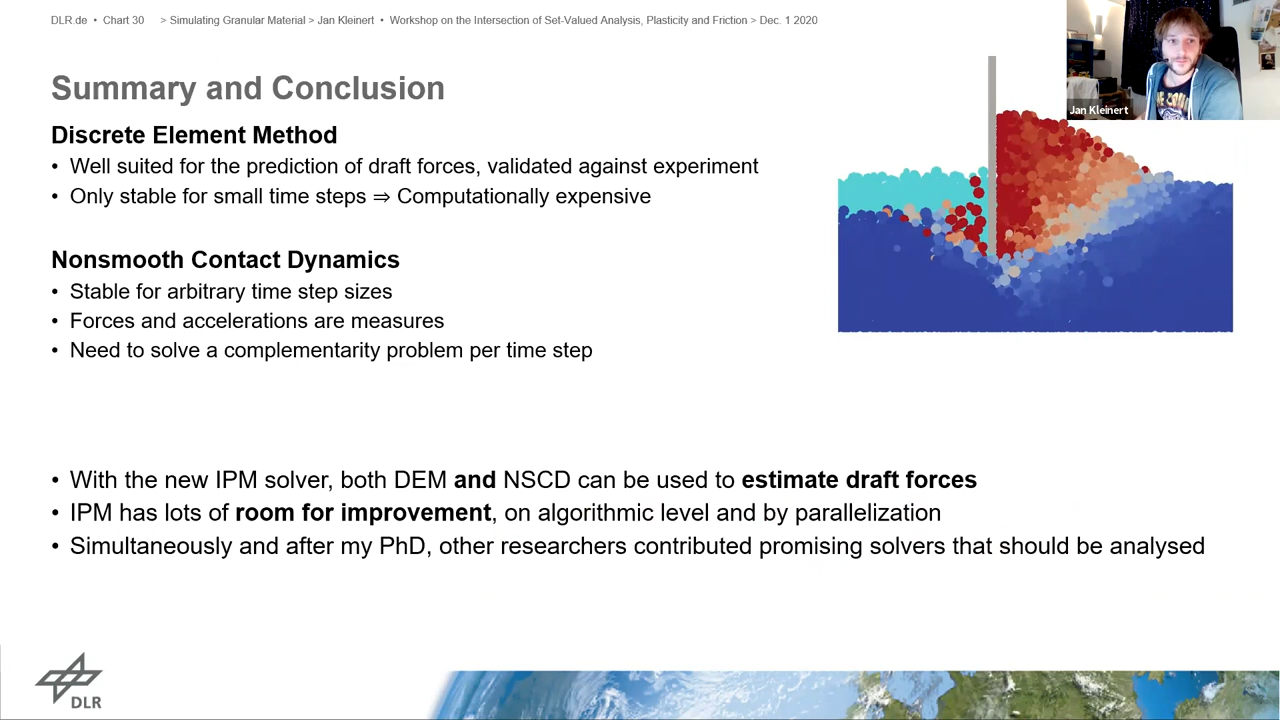 DLR.de • Chart 30 > Simulating Granular Material > Jan Kleinert • Workshop on the Intersection of Set-Valued Analysis, Plasticity and Friction > Dec. 1 2020
Jan Kleinert
Summary and Conclusion
Discrete Element Method
• Well suited for the prediction of draft forces, validated against experiment
• Only stable for small time steps ⇒ Computationally expensive
Nonsmooth Contact Dynamics
• Stable for arbitrary time step sizes
• Forces and accelerations are measures
• Need to solve a complementarity problem per time step
• With the new IPM solver, both DEM and NSCD can be used to estimate draft forces
• IPM has lots of room for improvement, on algorithmic level and by parallelization
• Simultaneously and after my PhD, other researchers contributed promising solvers that should be analysed
DLR